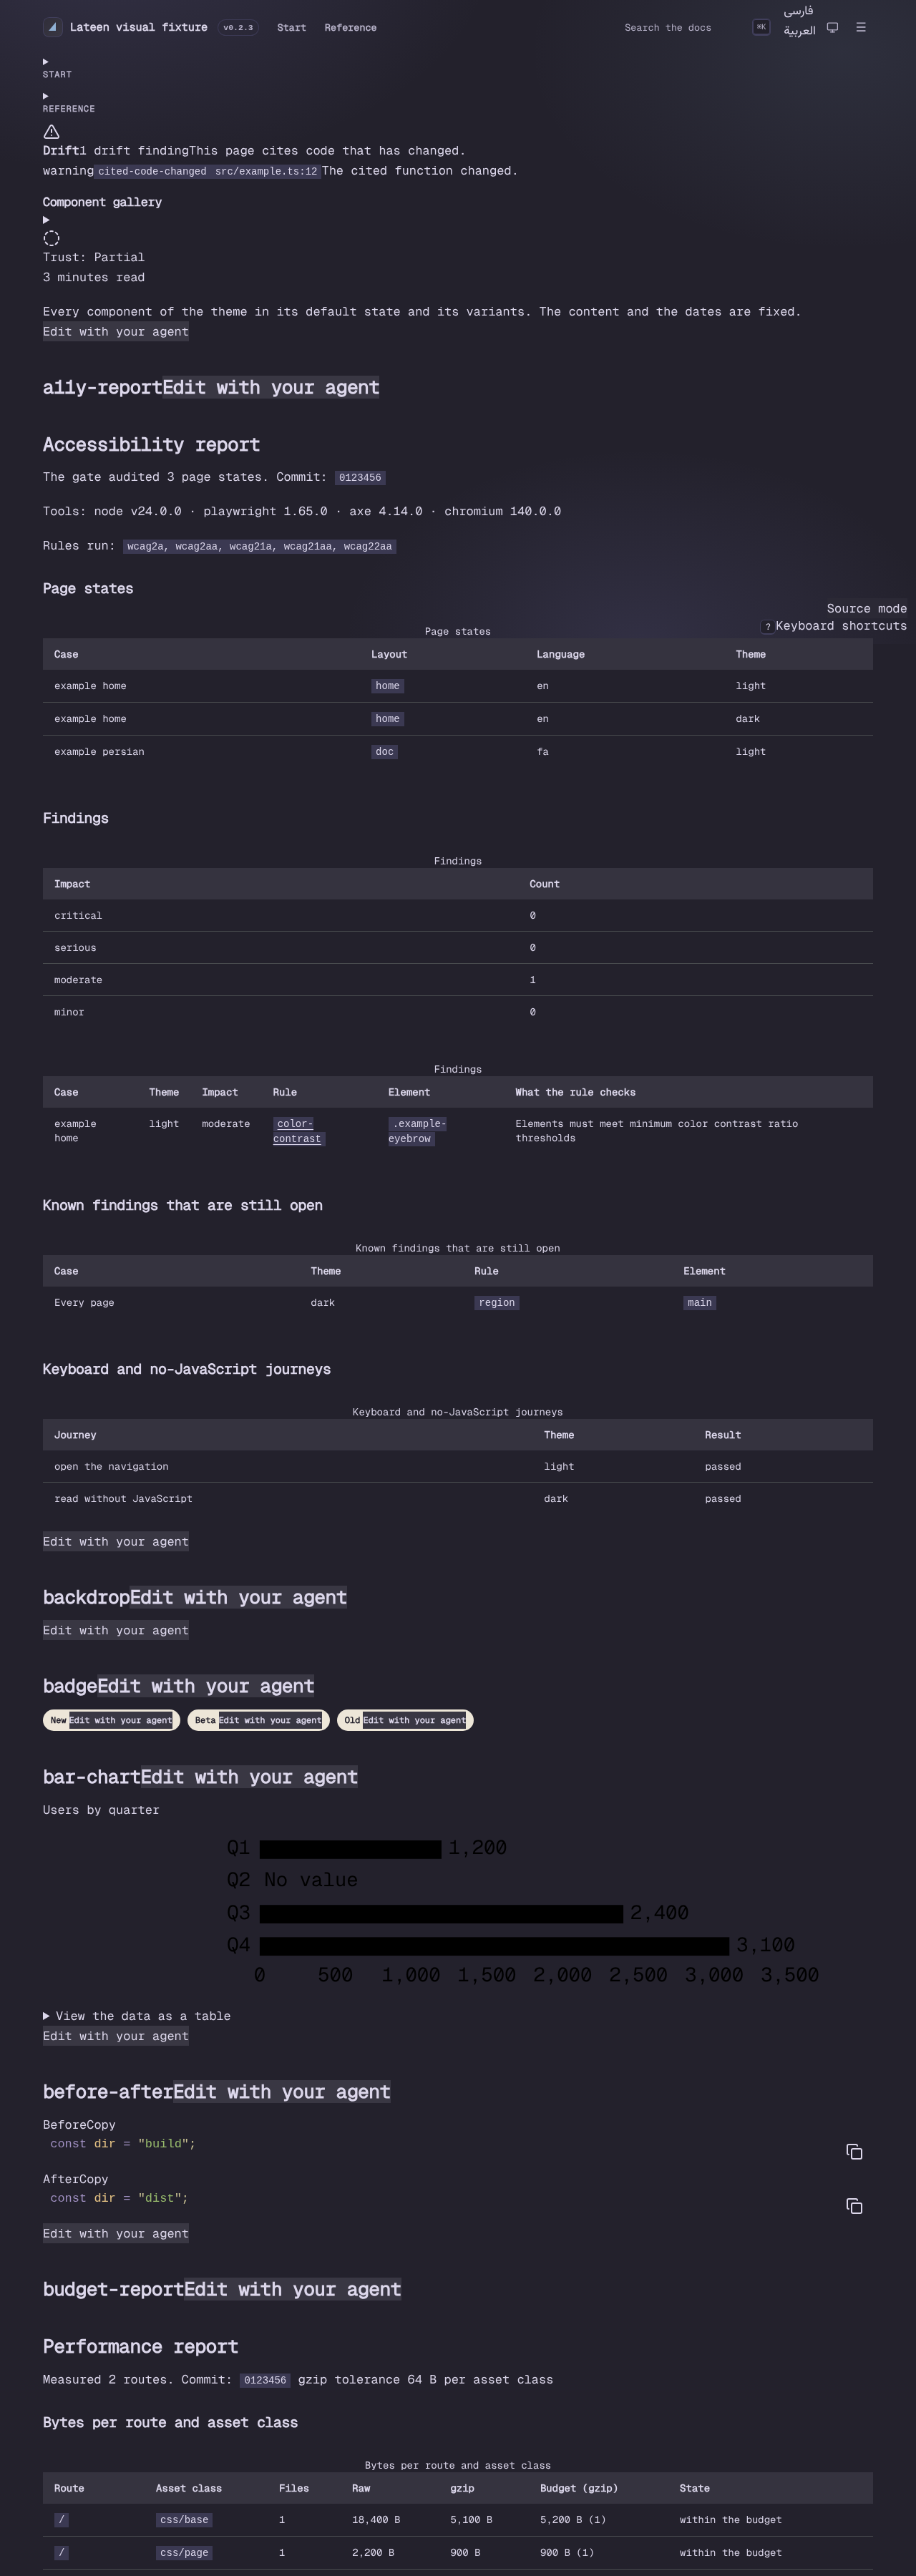 Lateen visual fixture v0.2.3 Start Reference Search the docs ⌘K فارسی
العربية
START
REFERENCE
Drift1 drift findingThis page cites code that has changed.
warning cited-code-changed src/example.ts:12 The cited function changed.
Component gallery
Trust: Partial
3 minutes read
Every component of the theme in its default state and its variants. The content and the dates are fixed.
Edit with your agent
a11y-reportEdit with your agent
Accessibility report
The gate audited 3 page states. Commit: 0123456
Tools: node v24.0.0 · playwright 1.65.0 · axe 4.14.0 · chromium 140.0.0
Rules run: wcag2a, wcag2aa, wcag21a, wcag21aa, wcag22aa
Page states
Source mode
? Keyboard shortcuts
Page states
Case Layout Language Theme
example home home en light
example home home en dark
example persian doc fa light
Findings
Findings
Impact Count
critical 0
serious 0
moderate 1
minor 0
Findings
Case Theme Impact Rule Element What the rule checks
example home light moderate color-contrast .example-eyebrow Elements must meet minimum color contrast ratio thresholds
Known findings that are still open
Known findings that are still open
Case Theme Rule Element
Every page dark region main
Keyboard and no-JavaScript journeys
Keyboard and no-JavaScript journeys
Journey Theme Result
open the navigation light passed
read without JavaScript dark passed
Edit with your agent
backdropEdit with your agent
Edit with your agent
badgeEdit with your agent
New Edit with your agent Beta Edit with your agent Old Edit with your agent
bar-chartEdit with your agent
Users by quarter
Q1 1,200
Q2 No value
Q3 2,400
Q4 3,100
0 500 1,000 1,500 2,000 2,500 3,000 3,500
View the data as a table
Edit with your agent
before-afterEdit with your agent
BeforeCopy
const dir = "build";
AfterCopy
const dir = "dist";
Edit with your agent
budget-reportEdit with your agent
Performance report
Measured 2 routes. Commit: 0123456 gzip tolerance 64 B per asset class
Bytes per route and asset class
Bytes per route and asset class
Route Asset class Files Raw gzip Budget (gzip) State
/ css/base 1 18,400 B 5,100 B 5,200 B (1) within the budget
/ css/page 1 2,200 B 900 B 900 B (1) within the budget